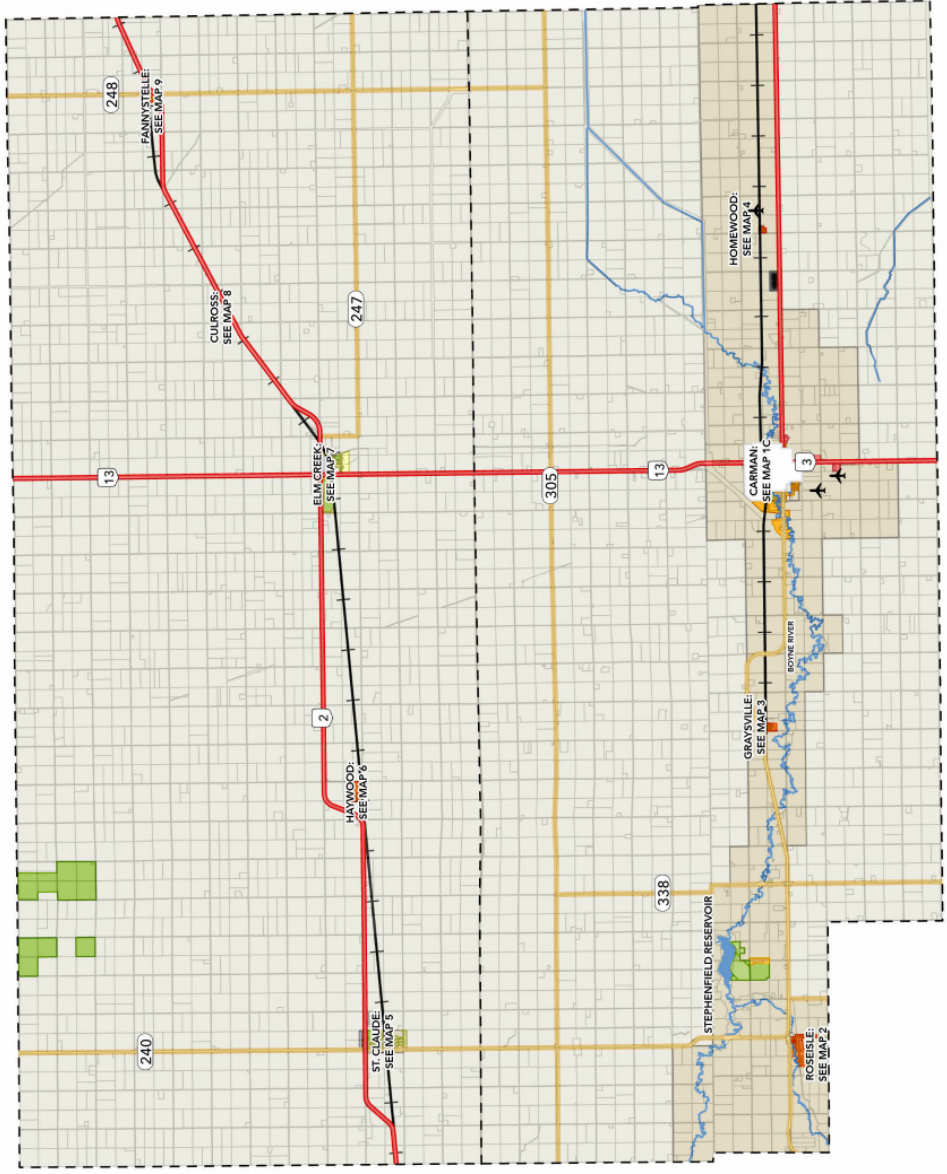 248
FANNYSTELLE:
SEE MAP 9
CULROSS:
SEE MAP 8
247
HOMEWOOD:
SEE MAP 4
13
ELM CREEK:
SEE MAP 7
305
13
CARMAN:
SEE MAP 1C
3
2
BOYNE RIVER
GRAYSVILLE:
SEE MAP 3
HAYWOOD:
SEE MAP 6
338
STEPHENFIELD RESERVOIR
240
ST. CLAUDE:
SEE MAP 5
ROSEISLE:
SEE MAP 2